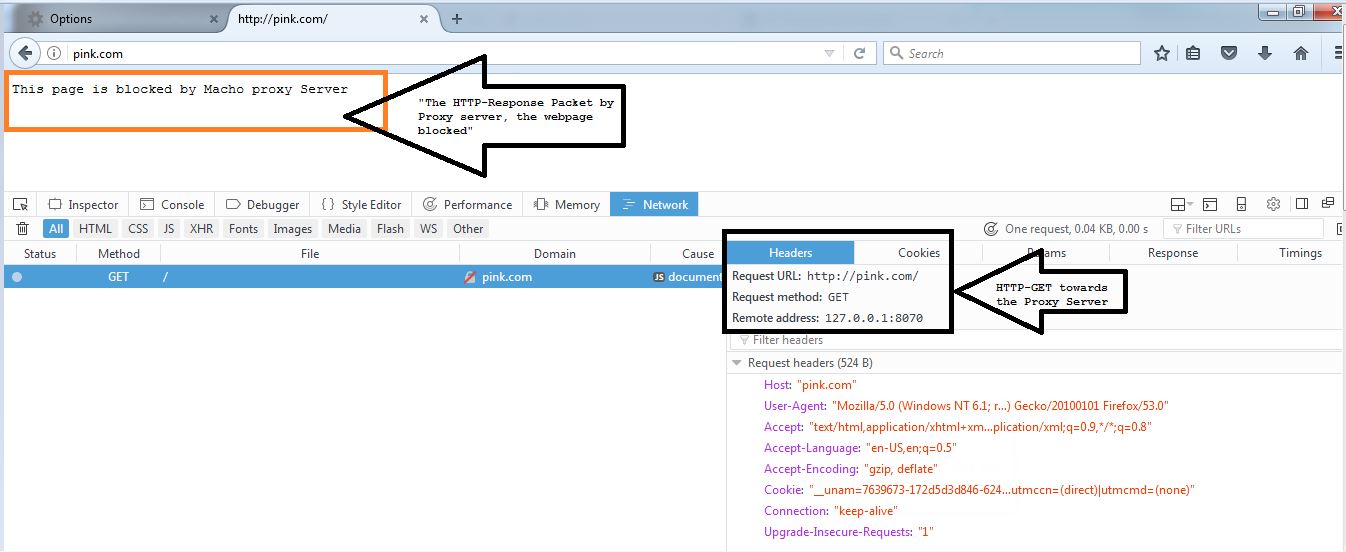 Options
http://pink.com/
pink.com
Search
This page is blocked by Macho proxy Server
"The HTTP-Response Packet by
Proxy server, the webpage
blocked"
Inspector Console Debugger Style Editor Performance Memory Network
All HTML CSS JS XHR Fonts Images Media Flash WS Other
One request, 0.04 KB, 0.00 s
Filter URLs
Status Method File Domain Cause Headers Cookies Params Response Timings
GET / pink.com JS document
Request URL: http://pink.com/
Request method: GET
Remote address: 127.0.0.1:8070
HTTP-GET towards
the Proxy Server
Filter headers
Request headers (524 B)
Host: "pink.com"
User-Agent: "Mozilla/5.0 (Windows NT 6.1; r...) Gecko/20100101 Firefox/53.0"
Accept: "text/html,application/xhtml+xm...plication/xml;q=0.9,*/*;q=0.8"
Accept-Language: "en-US,en;q=0.5"
Accept-Encoding: "gzip, deflate"
Cookie: "__unam=7639673-172d5d3d846-624...utmccn=(direct)|utmcmd=(none)"
Connection: "keep-alive"
Upgrade-Insecure-Requests: "1"